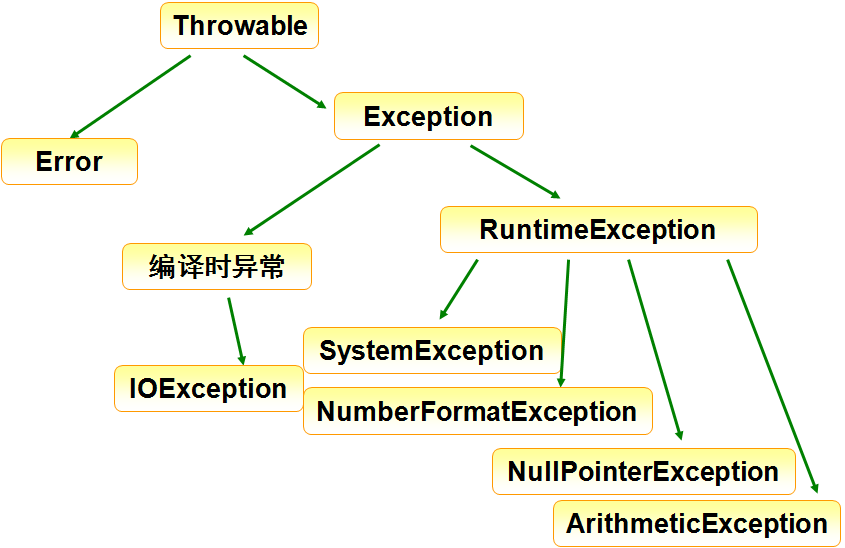 Throwable
Exception
Error
RuntimeException
编译时异常
SystemException
IOException
NumberFormatException
NullPointerException
ArithmeticException